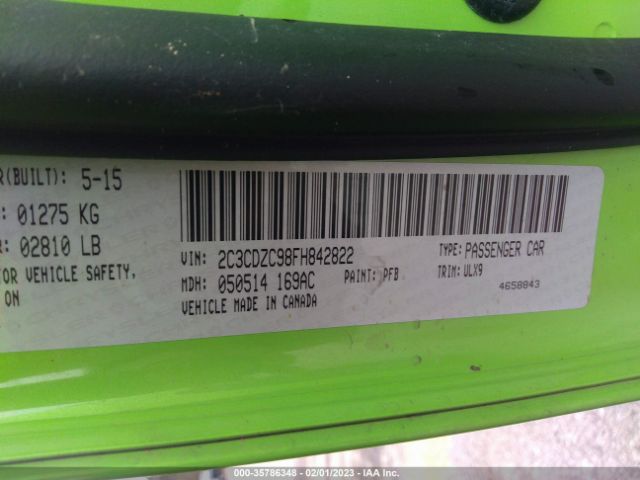 R(BUILT): 5-15
: 01275 KG
R: 02810 LB
TOR VEHICLE SAFETY,
ON
VIN: 2C3CDZC98FH842822
TYPE: PASSENGER CAR
MDH: 050514 169AC
PAINT: PFB
TRIM: ULX9
VEHICLE MADE IN CANADA
4658843
000-35786348 - 02/01/2023 - IAA Inc.